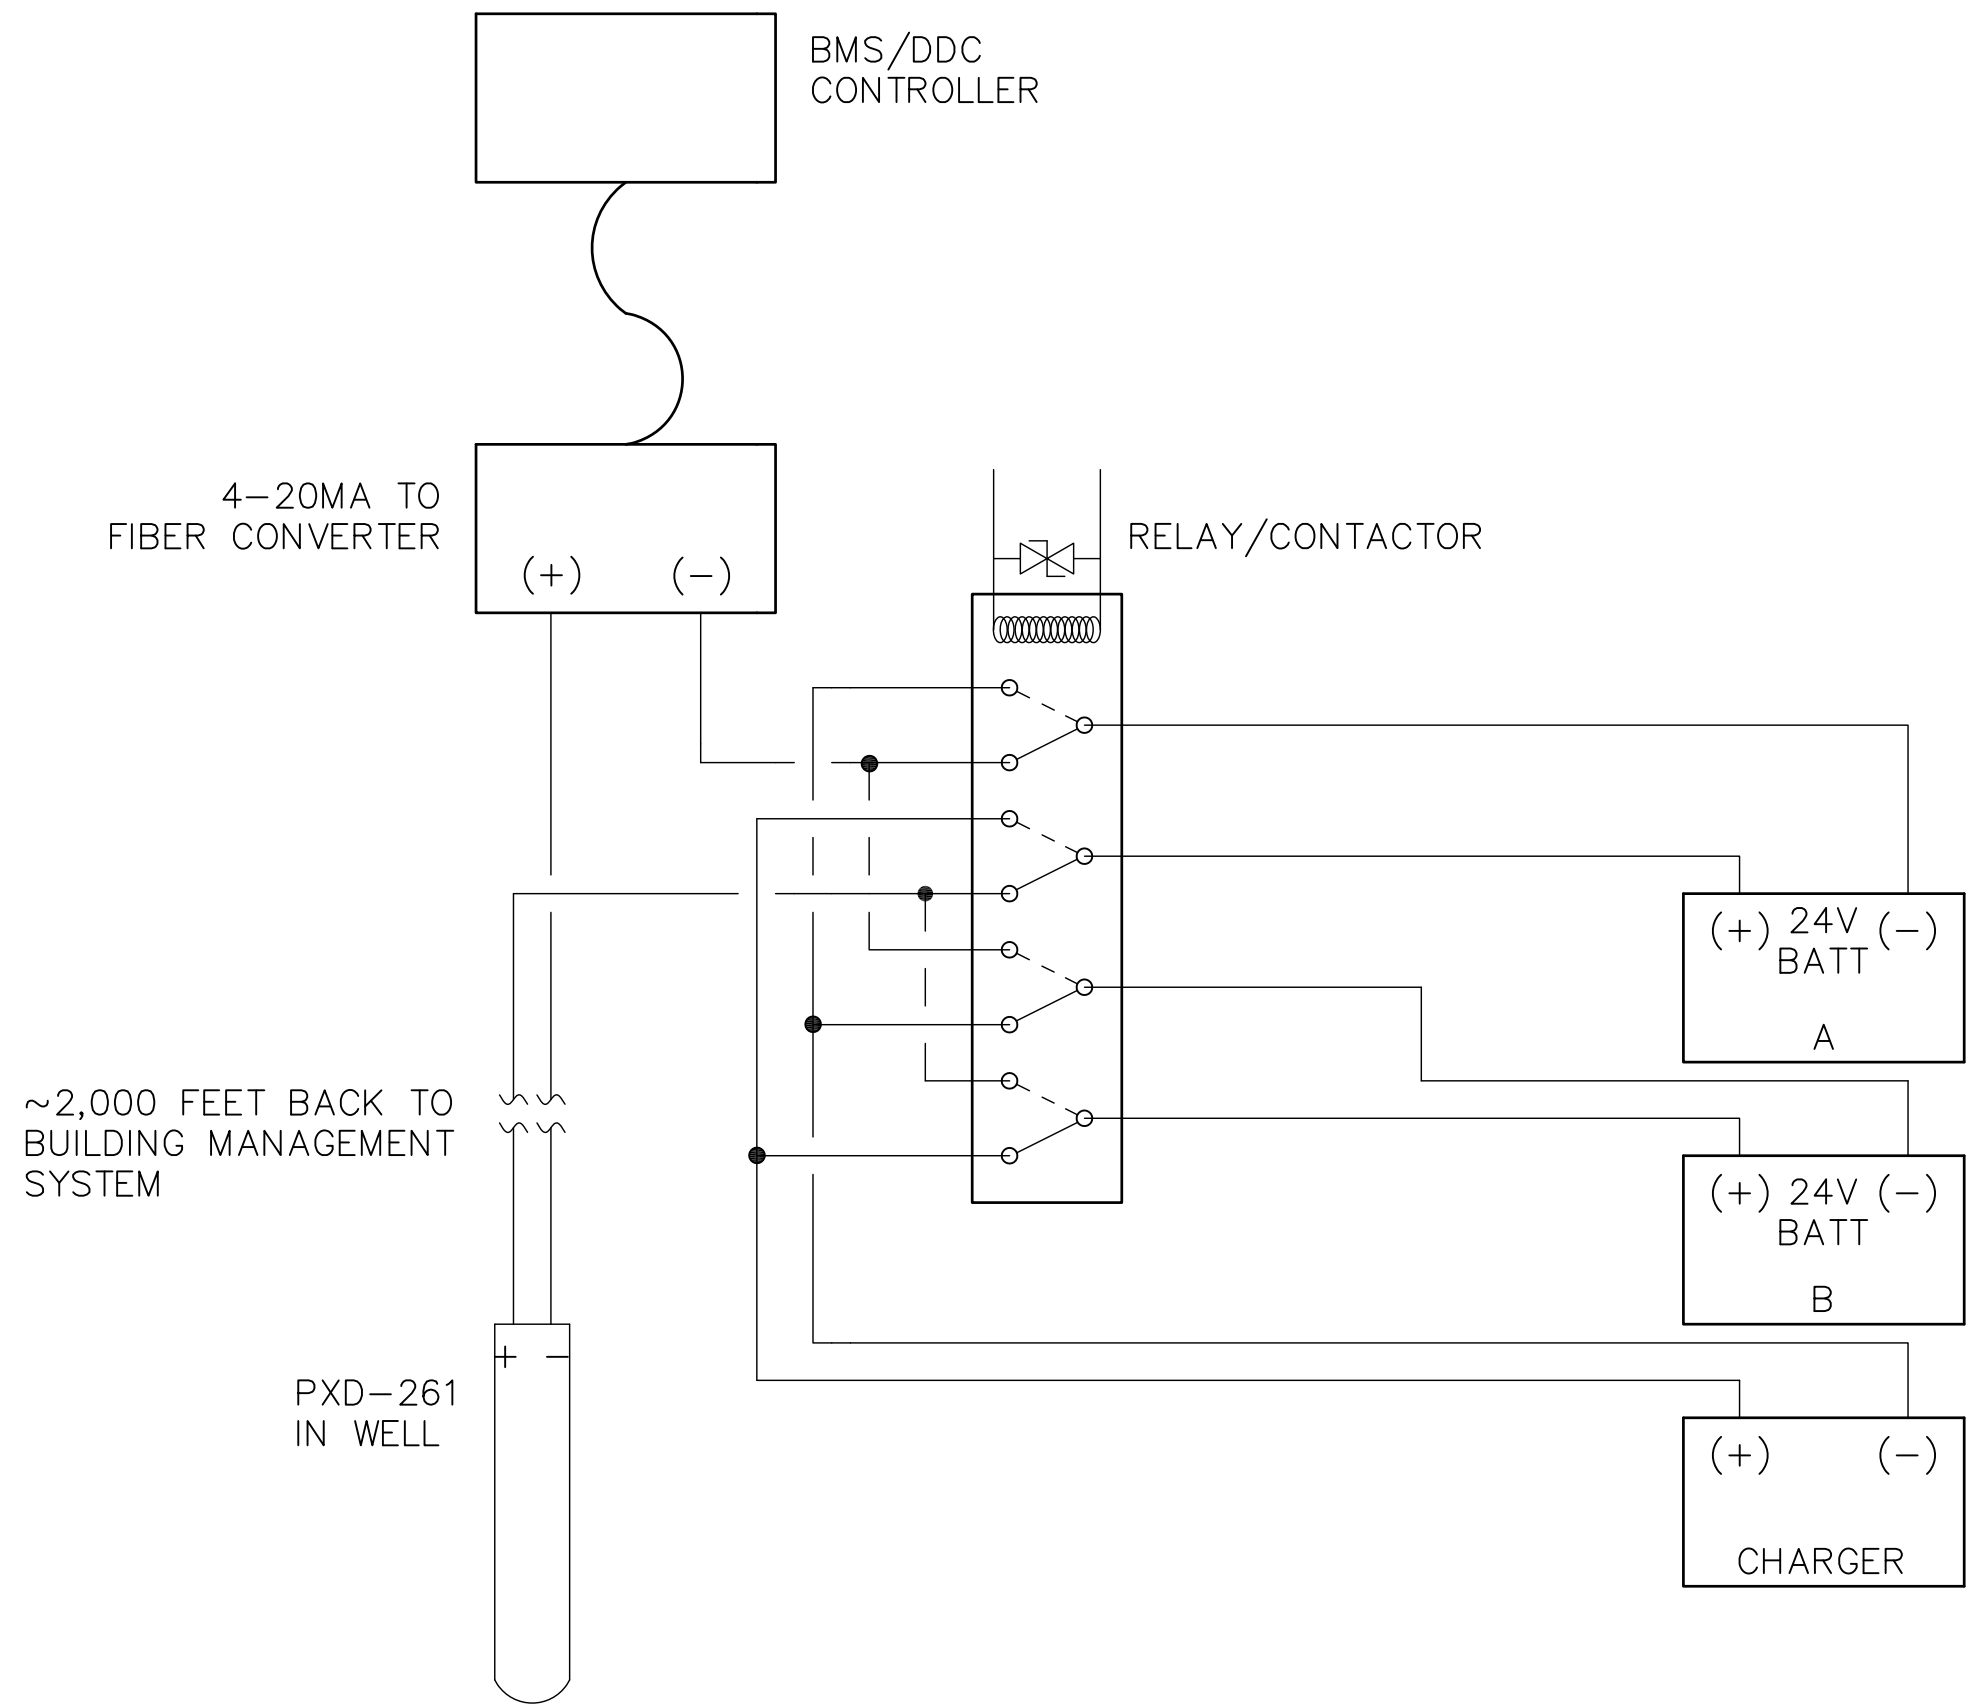 BMS/DDC
CONTROLLER
4-20MA TO
FIBER CONVERTER
(+) (-)
RELAY/CONTACTOR
(+) 24V (-)
BATT
A
~2,000 FEET BACK TO
BUILDING MANAGEMENT
SYSTEM
(+) 24V (-)
BATT
B
+ -
PXD-261
IN WELL
(+) (-)
CHARGER